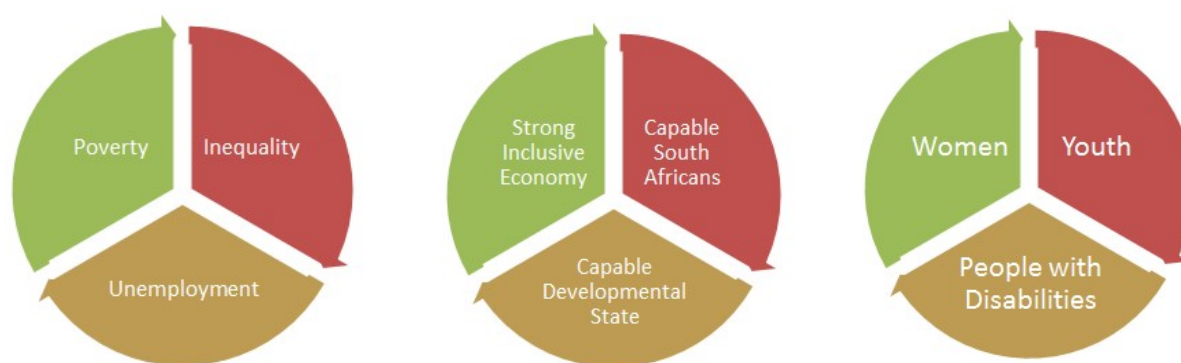 Poverty
Inequality
Unemployment
Strong
Inclusive
Economy
Capable
South
Africans
Capable
Developmental
State
Women
Youth
People with
Disabilities